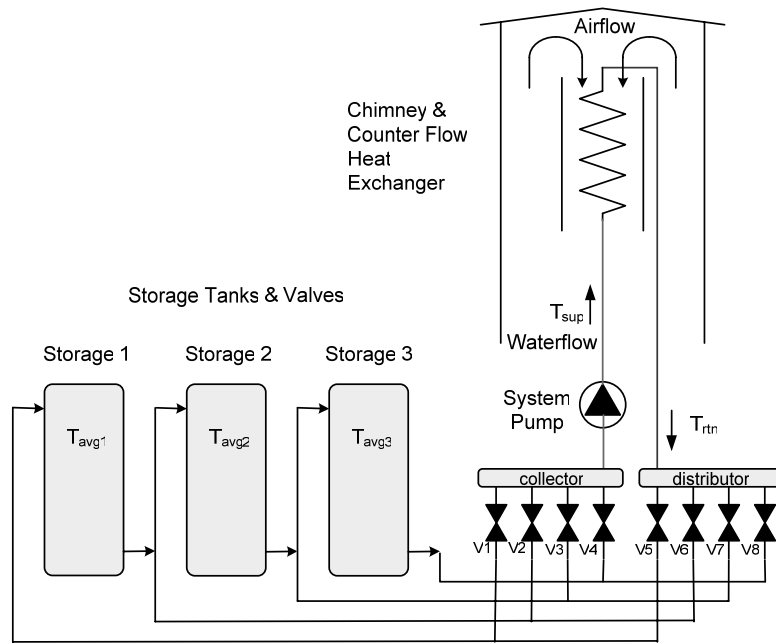 Airflow
Chimney &
Counter Flow
Heat
Exchanger
Storage Tanks & Valves
Tsup
Waterflow
Storage 1
Storage 2
Storage 3
System
Pump
Tavg1
Tavg2
Tavg3
Trtn
collector
distributor
V1
V2
V3
V4
V5
V6
V7
V8